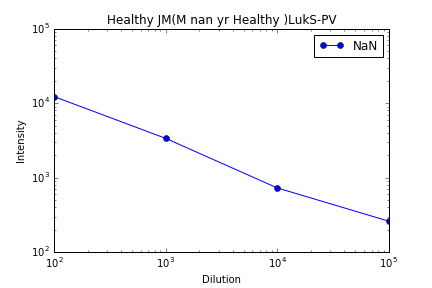 Healthy JM(M nan yr Healthy )LukS-PV
NaN
10^5
10^4
10^3
10^2
Intensity
10^2 10^3 10^4 10^5
Dilution